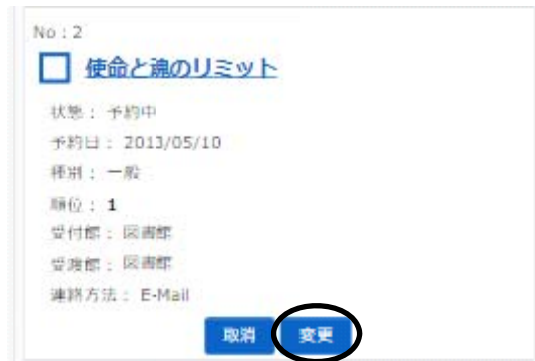 No : 2
使命と魂のリミット
状態： 予約中
予約日： 2013/05/10
種別： 一般
順位： 1
受付館： 図書館
受渡館： 図書館
連絡方法： E-Mail
取消 変更